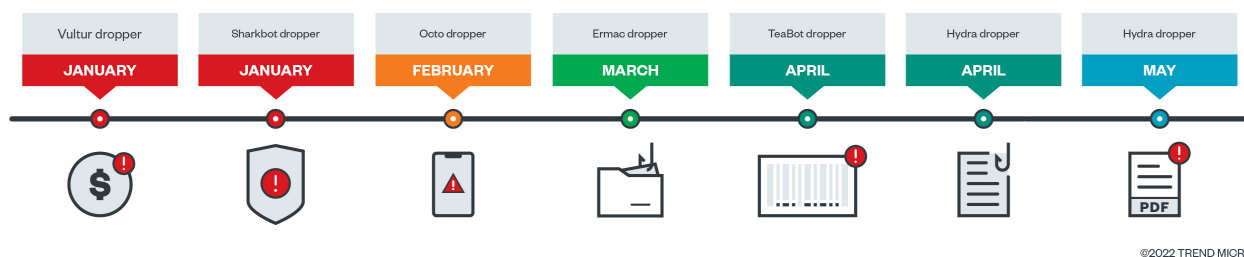 Vultur dropper
JANUARY
Sharkbot dropper
JANUARY
Octo dropper
FEBRUARY
Ermac dropper
MARCH
TeaBot dropper
APRIL
Hydra dropper
APRIL
Hydra dropper
MAY
$
!
!
!
!
!
PDF
©2022 TREND MICR